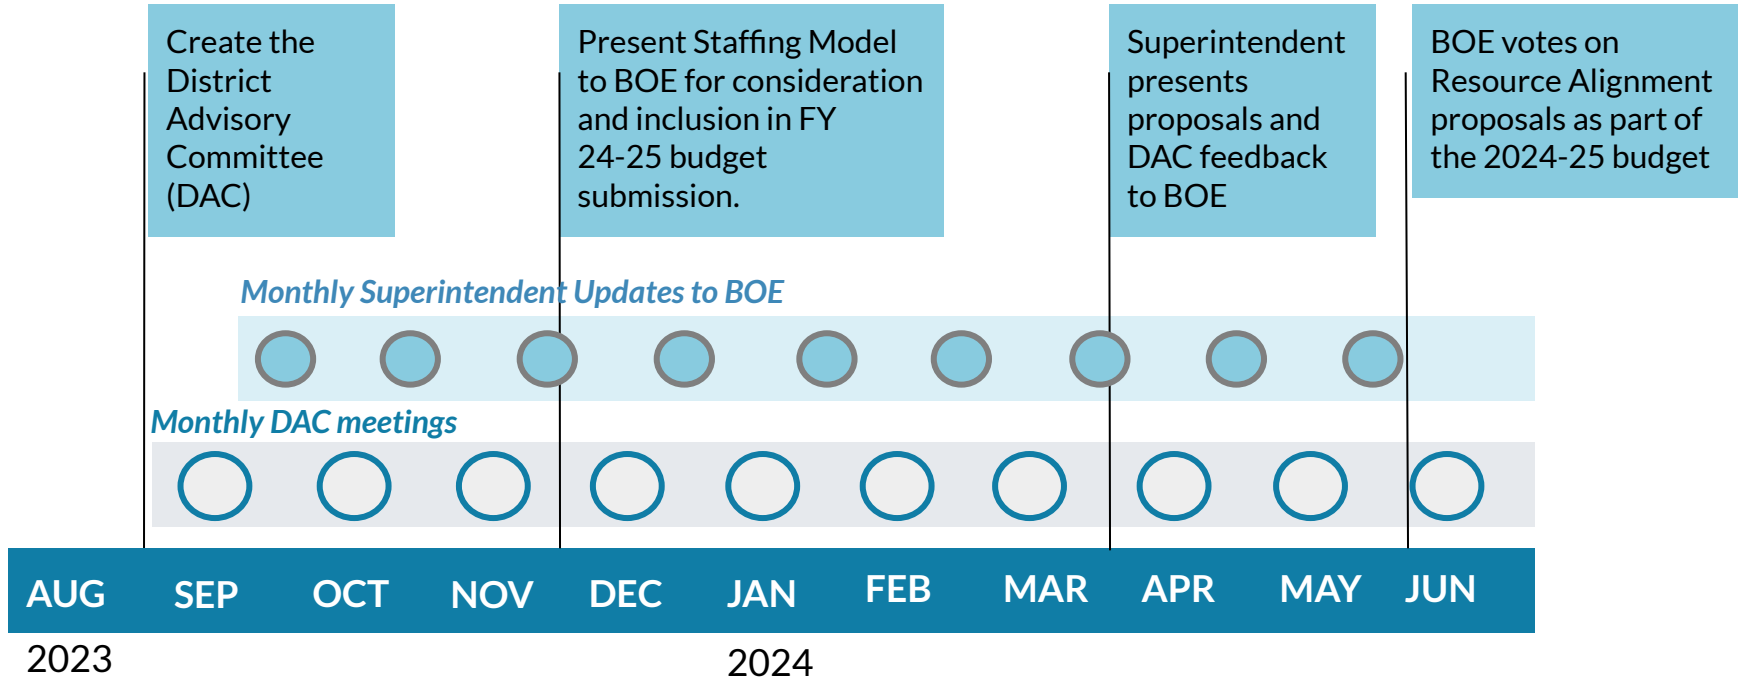 Create the
District
Advisory
Committee
(DAC)
Present Staffing Model
to BOE for consideration
and inclusion in FY
24-25 budget
submission.
Superintendent
presents
proposals and
DAC feedback
to BOE
BOE votes on
Resource Alignment
proposals as part of
the 2024-25 budget
Monthly Superintendent Updates to BOE
Monthly DAC meetings
AUG SEP OCT NOV DEC JAN FEB MAR APR MAY JUN
2023 2024